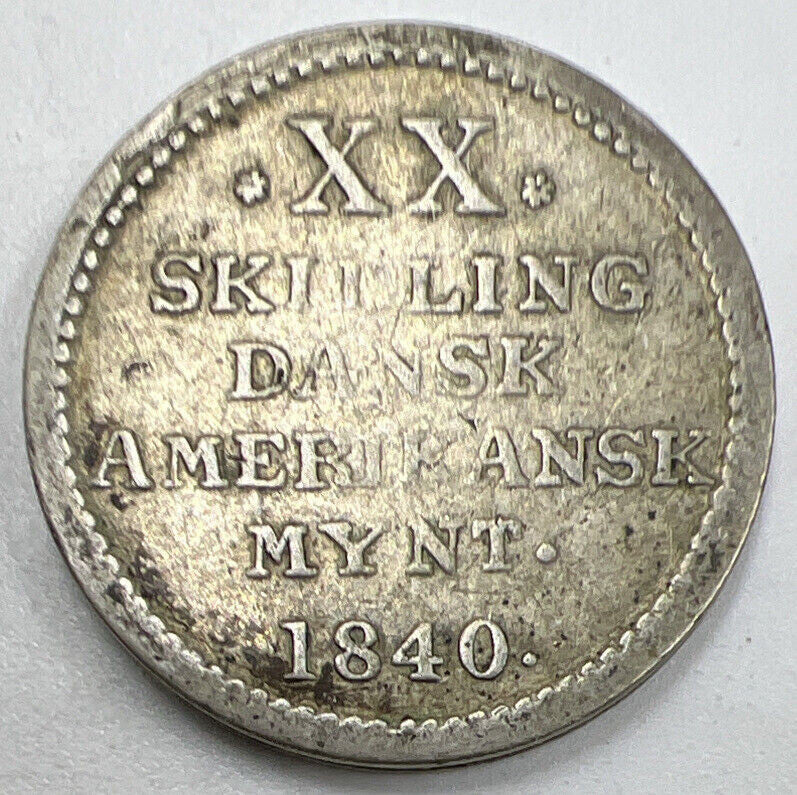 XX
SKILLING
DANSK
AMERIKANSK
MYNT.
1840.